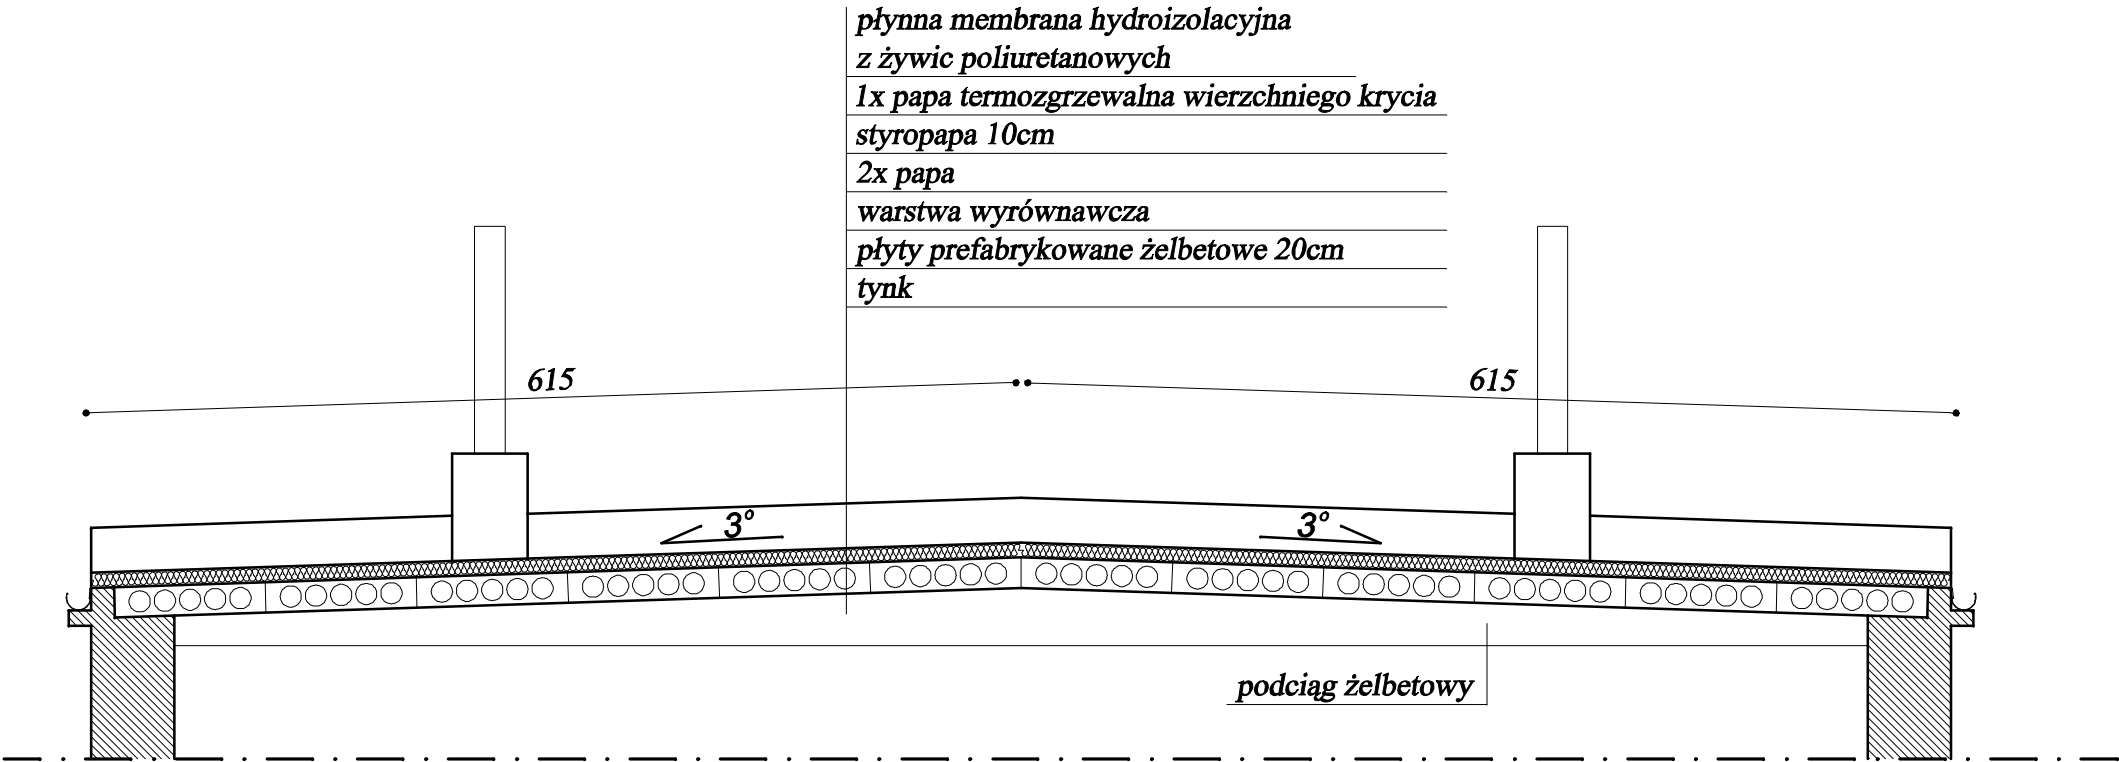 płynna membrana hydroizolacyjna
z żywic poliuretanowych
1x papa termozgrzewalna wierzchniego krycia
styropapa 10cm
2x papa
warstwa wyrównawcza
płyty prefabrykowane żelbetowe 20cm
tynk
615
615
3°
3°
podciąg żelbetowy